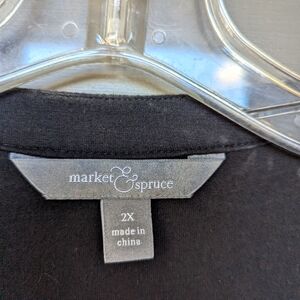 market & spruce
2X
made in
china